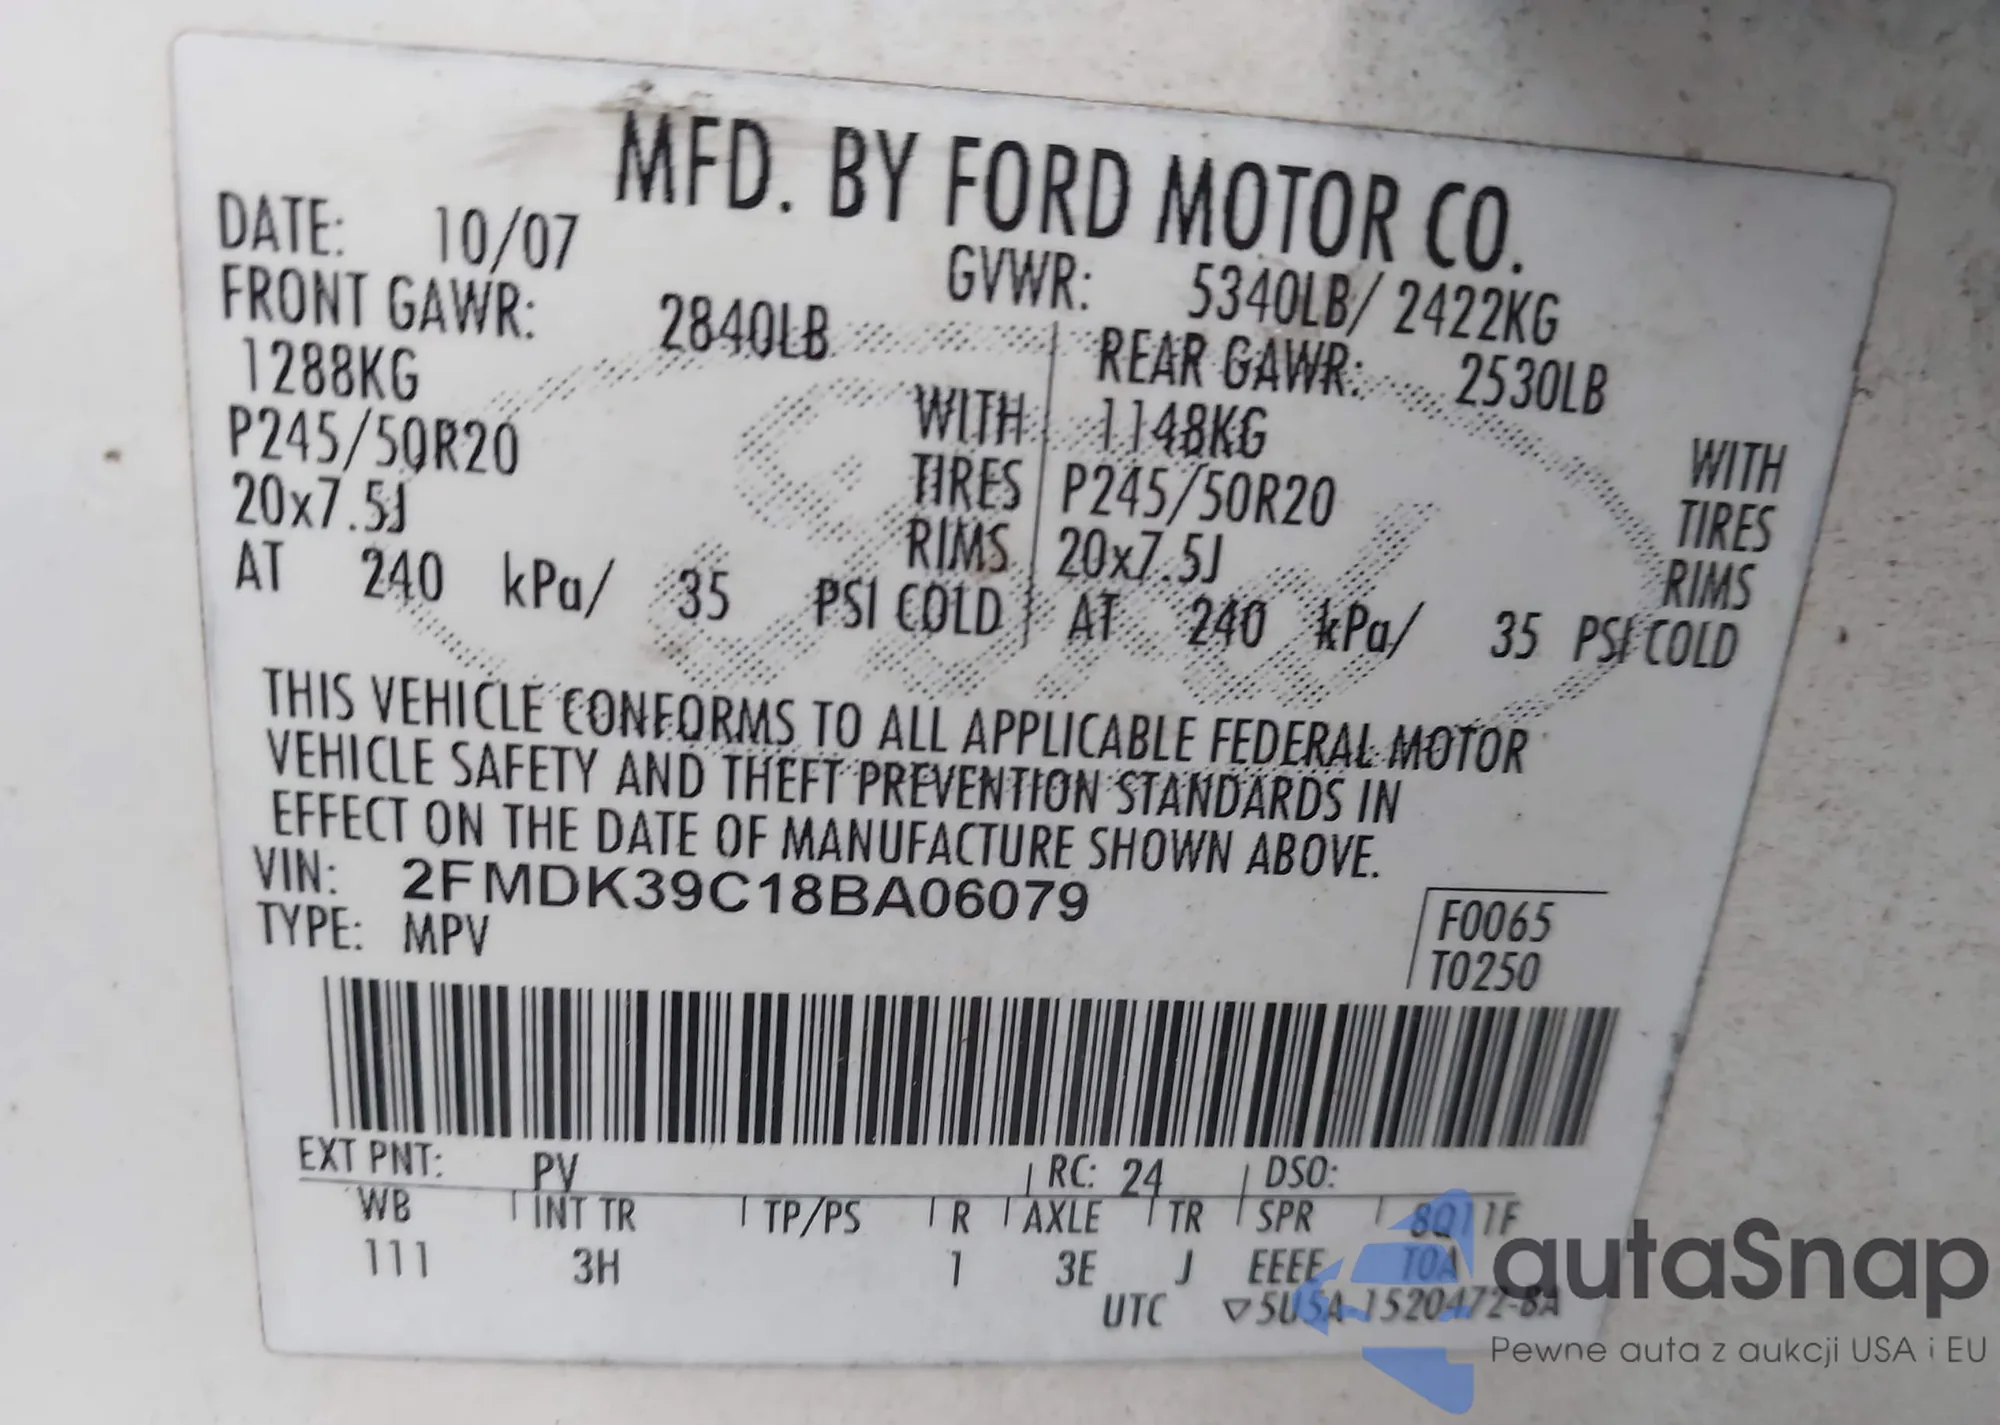 MFD. BY FORD MOTOR CO.
DATE: 10/07 GVWR: 5340LB/ 2422KG
FRONT GAWR: 2840LB REAR GAWR: 2530LB
1288KG WITH 1148KG WITH
P245/50R20 TIRES P245/50R20 TIRES
20x7.5J RIMS 20x7.5J RIMS
AT 240 kPa/ 35 PSI COLD AT 240 kPa/ 35 PSI COLD
THIS VEHICLE CONFORMS TO ALL APPLICABLE FEDERAL MOTOR
VEHICLE SAFETY AND THEFT PREVENTION STANDARDS IN
EFFECT ON THE DATE OF MANUFACTURE SHOWN ABOVE.
VIN: 2FMDK39C18BA06079
TYPE: MPV
F0065
T0250
EXT PNT: PV RC: 24 DSO:
WB INT TR TP/PS R AXLE TR SPR 8Q11F
111 3H 1 3E J EEEE T0A
UTC ▽5U5A-1520472-BA
autaSnap
Pewne auta z aukcji USA i EU